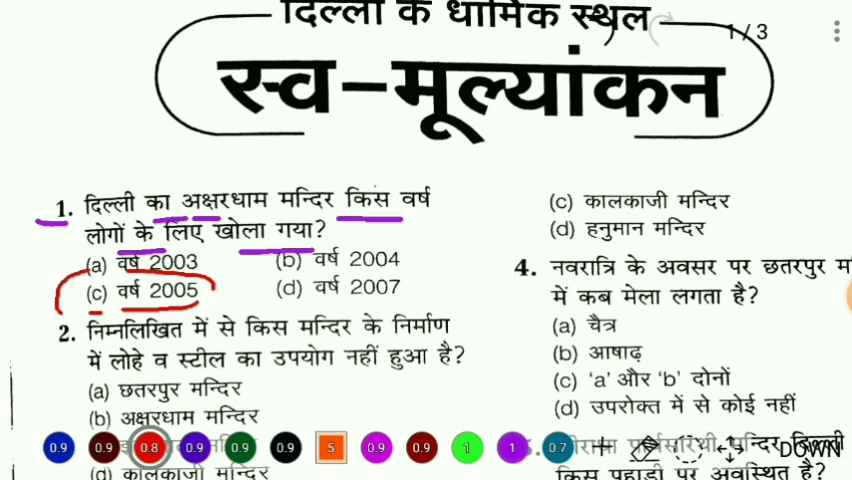 दिल्ली के धार्मिक स्थल
1 / 3
स्व–मूल्यांकन
1. दिल्ली का अक्षरधाम मन्दिर किस वर्ष
लोगों के लिए खोला गया?
(a) वर्ष 2003 (b) वर्ष 2004
(c) वर्ष 2005 (d) वर्ष 2007
2. निम्नलिखित में से किस मन्दिर के निर्माण
में लोहे व स्टील का उपयोग नहीं हुआ है?
(a) छतरपुर मन्दिर
(b) अक्षरधाम मन्दिर
(d) कालकाजी मन्दिर
(c) कालकाजी मन्दिर
(d) हनुमान मन्दिर
4. नवरात्रि के अवसर पर छतरपुर
में कब मेला लगता है?
(a) चैत्र
(b) आषाढ़
(c) 'a' और 'b' दोनों
(d) उपरोक्त में से कोई नहीं
मन्दिर दिल्ली
किस पहाड़ी पर अवस्थित है?
0.9 0.9 0.8 0.9 0.9 0.9 5 0.9 0.9 1 1 0.7 DOWN